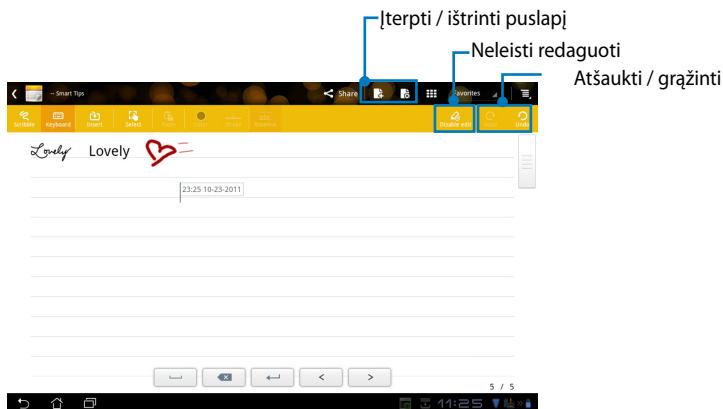 Įterpti / ištrinti puslapį
Neleisti redaguoti
Atšaukti / grąžinti
-- Smart Tips
Share
Favorites
Scribble Keyboard Insert Select Color Disable edit Undo
Lovely Lovely
23:25 10-23-2011
5 / 5
11:25